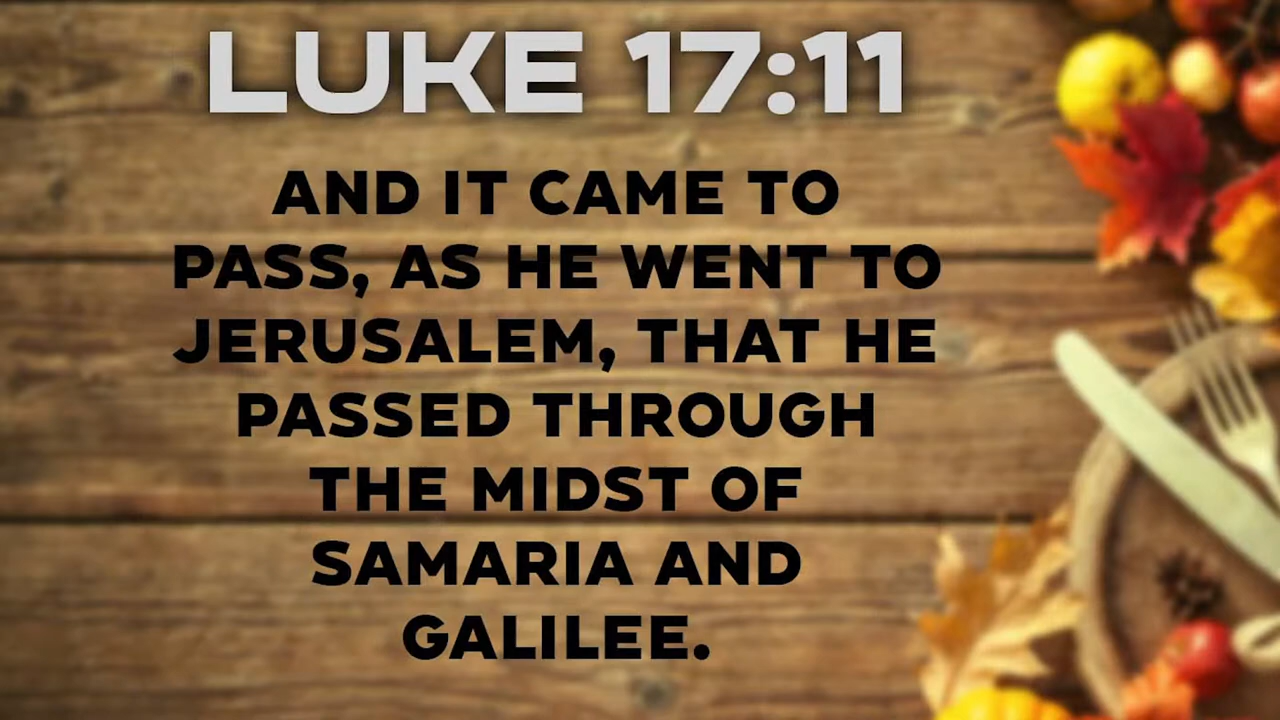 LUKE 17:11
AND IT CAME TO
PASS, AS HE WENT TO
JERUSALEM, THAT HE
PASSED THROUGH
THE MIDST OF
SAMARIA AND
GALILEE.